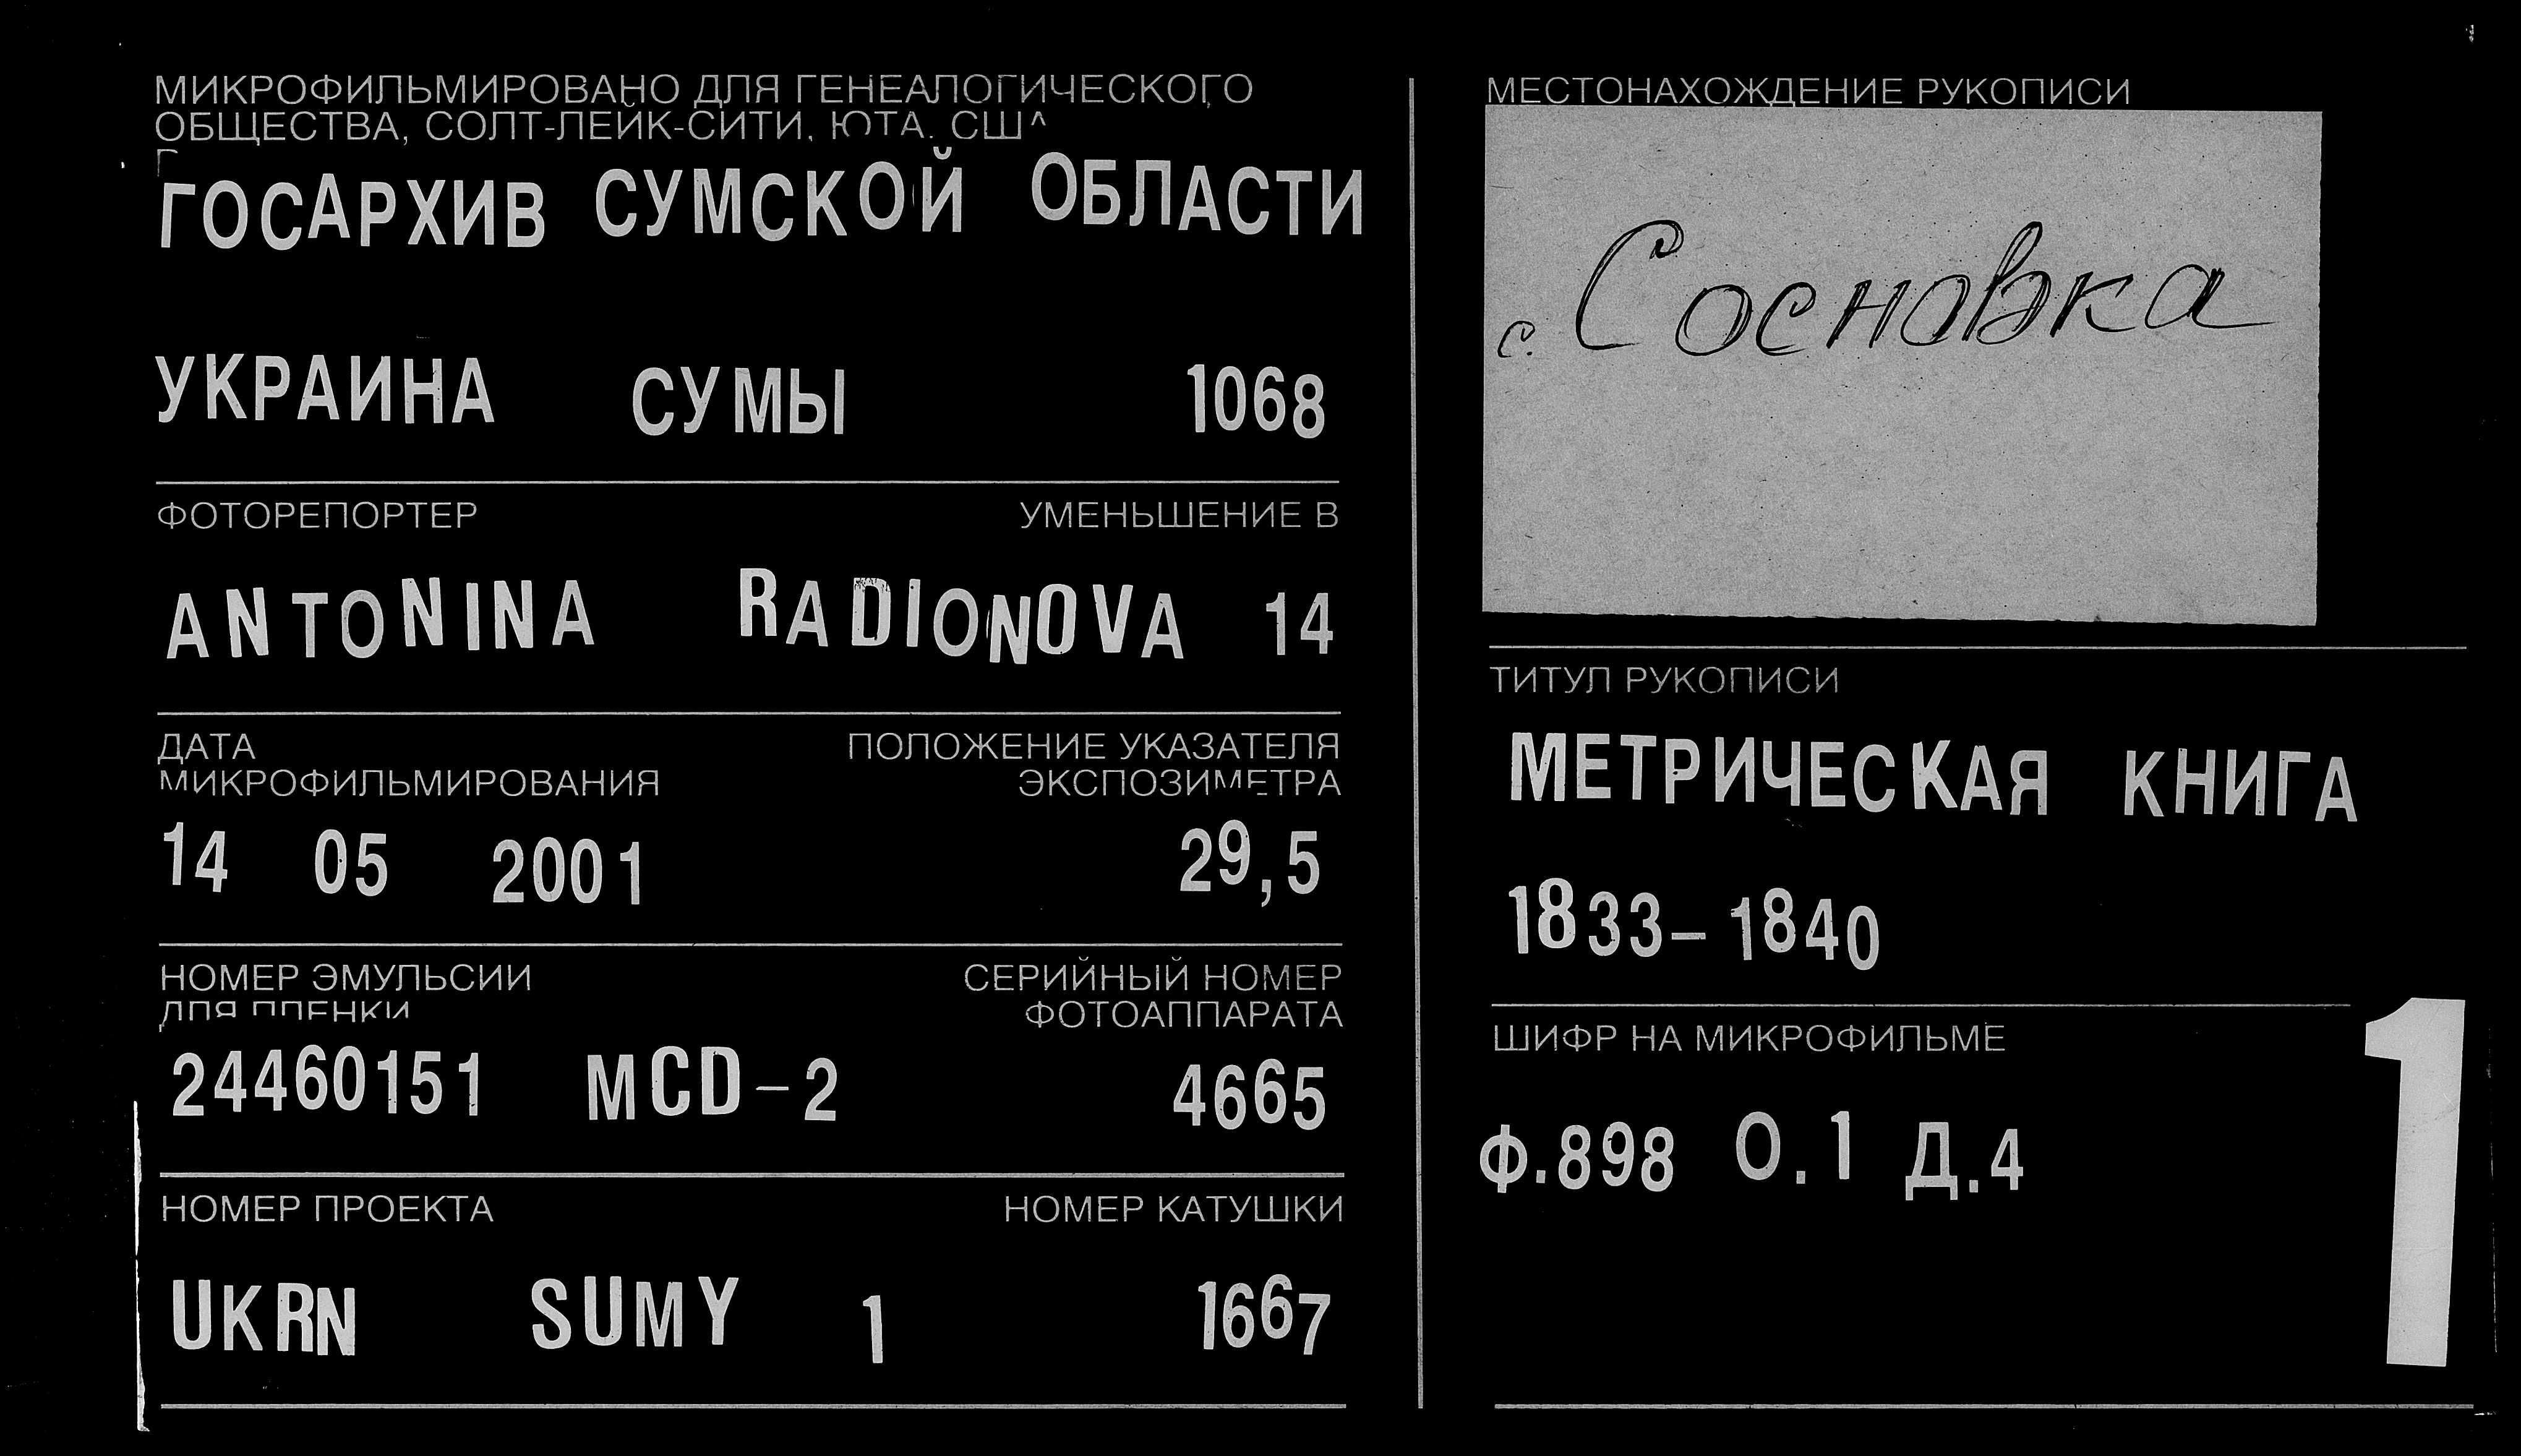 МИКРОФИЛЬМИРОВАНО ДЛЯ ГЕНЕАЛОГИЧЕСКОГО
ОБЩЕСТВА, СОЛТ-ЛЕЙК-СИТИ, ЮТА, США
ГОСАРХИВ СУМСКОЙ ОБЛАСТИ
УКРАИНА СУМЫ 1068
ФОТОРЕПОРТЕР УМЕНЬШЕНИЕ В
ANTONINA RADIONOVA 14
ДАТА ПОЛОЖЕНИЕ УКАЗАТЕЛЯ
МИКРОФИЛЬМИРОВАНИЯ ЭКСПОЗИМЕТРА
14 05 2001 29,5
НОМЕР ЭМУЛЬСИИ СЕРИЙНЫЙ НОМЕР
ДЛЯ ПЛЕНКИ ФОТОАППАРАТА
24460151 MCD-2 4665
НОМЕР ПРОЕКТА НОМЕР КАТУШКИ
UKRN SUMY 1 1667
МЕСТОНАХОЖДЕНИЕ РУКОПИСИ
с. Сосновка
ТИТУЛ РУКОПИСИ
МЕТРИЧЕСКАЯ КНИГА
1833-1840
ШИФР НА МИКРОФИЛЬМЕ
Ф.898 О.1 Д.4
1